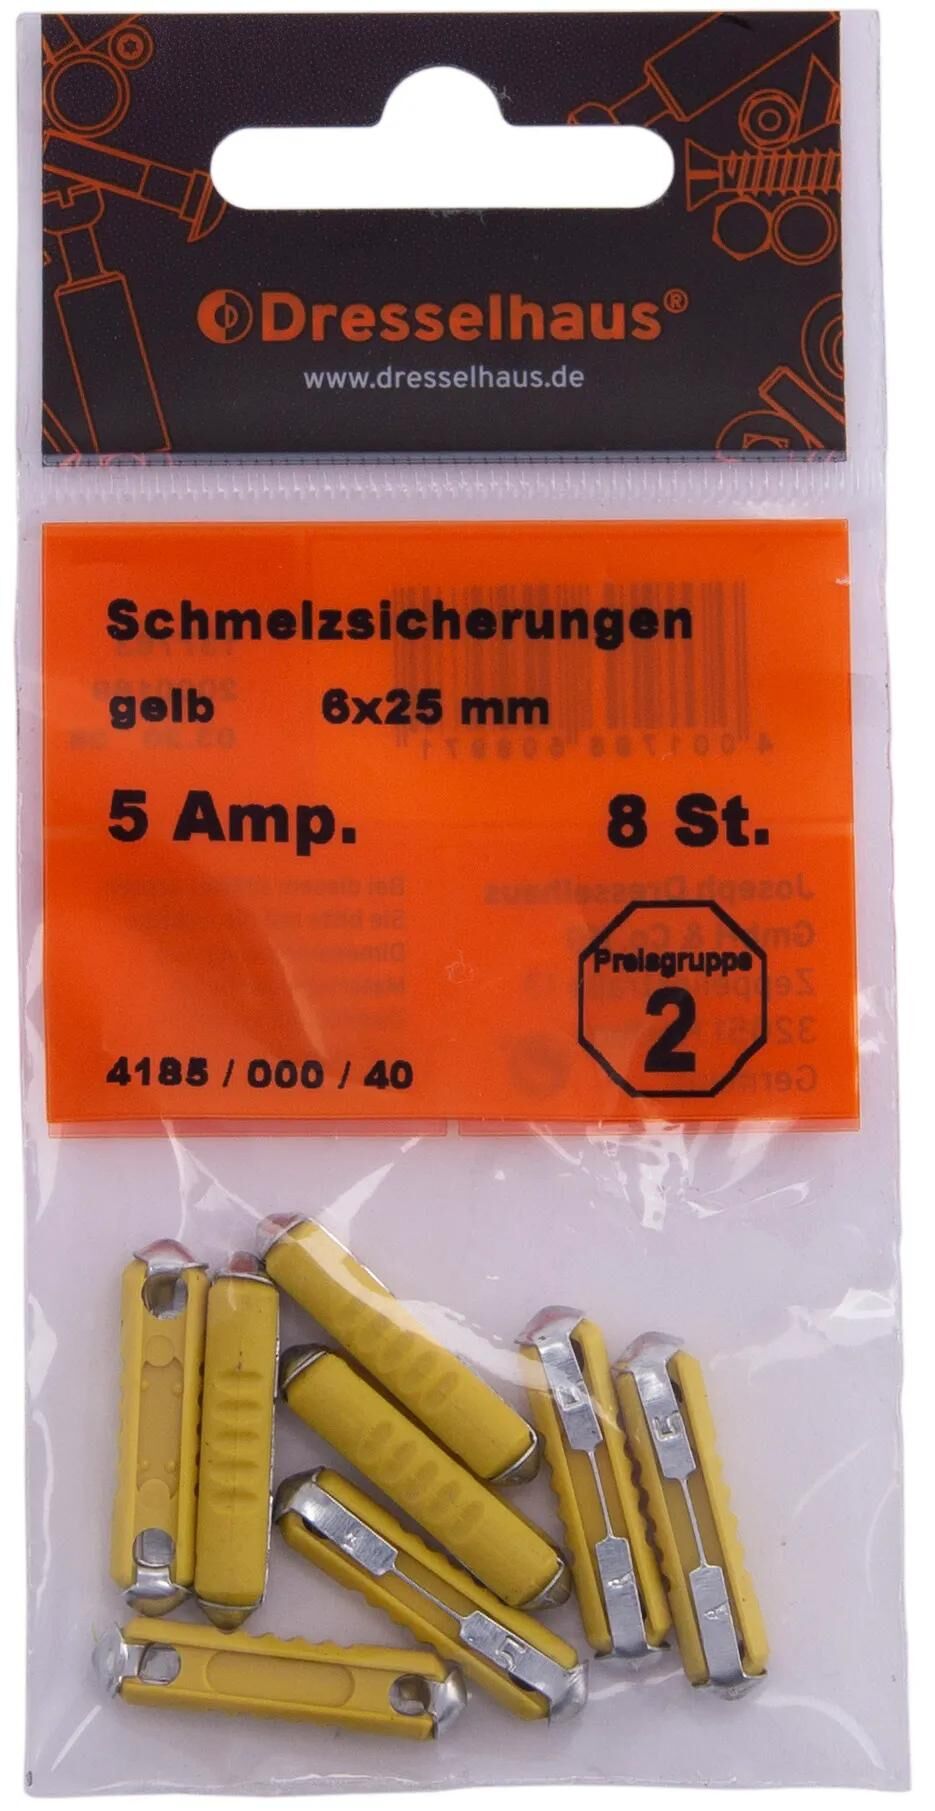 Dresselhaus®
www.dresselhaus.de
Schmelzsicherungen
gelb 6x25 mm
5 Amp. 8 St.
Preisgruppe
2
4185 / 000 / 40